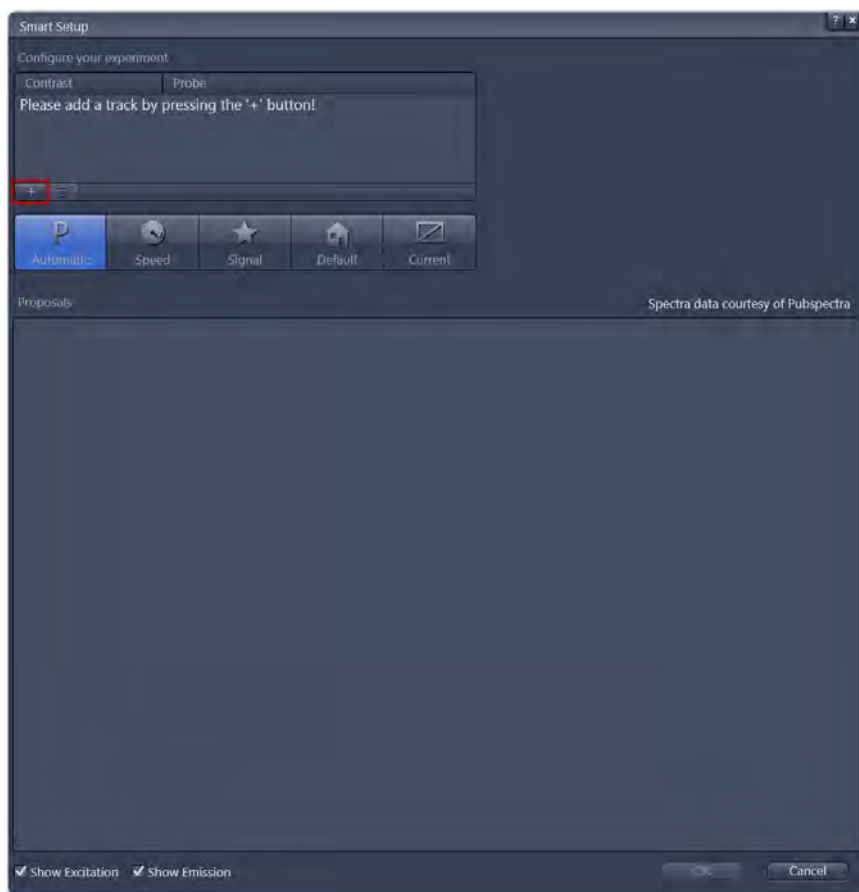 Smart Setup
? x
Configure your experiment
Contrast Probe
Please add a track by pressing the '+' button!
+
P
Automatic Speed Signal Default Current
Proposals Spectra data courtesy of Pubspectra
Show Excitation Show Emission OK Cancel